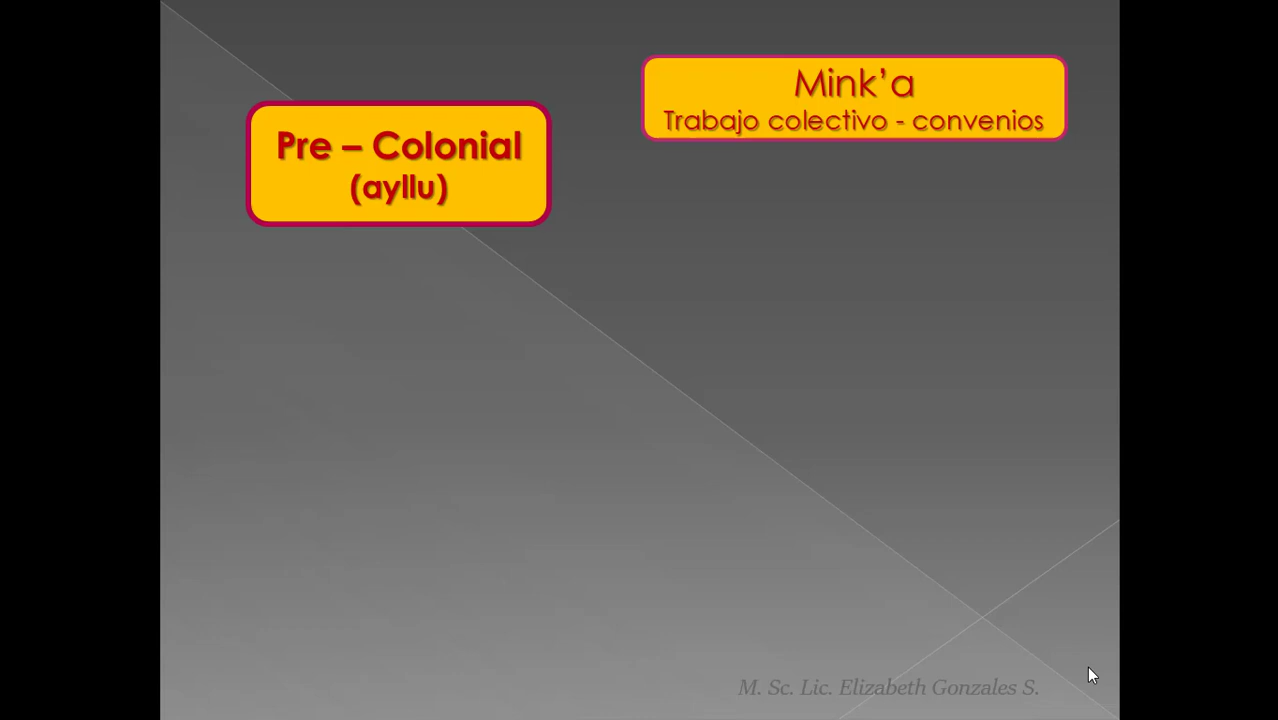 Pre – Colonial
(ayllu)
Mink’a
Trabajo colectivo - convenios
M. Sc. Lic. Elizabeth Gonzales S.